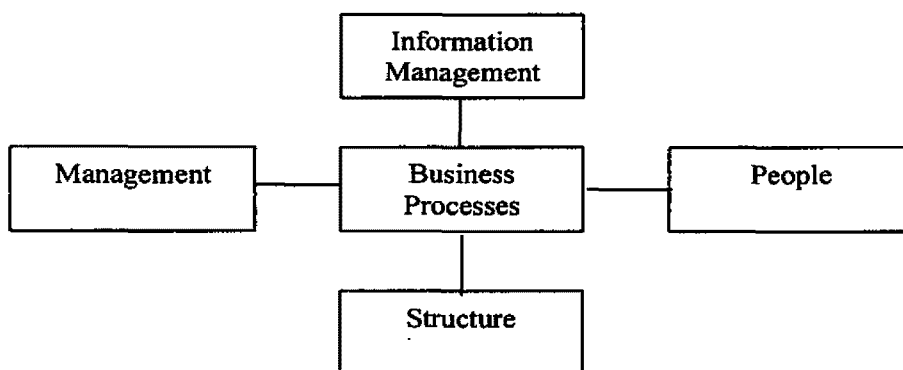 Information
Management
Management
Business
Processes
People
Structure